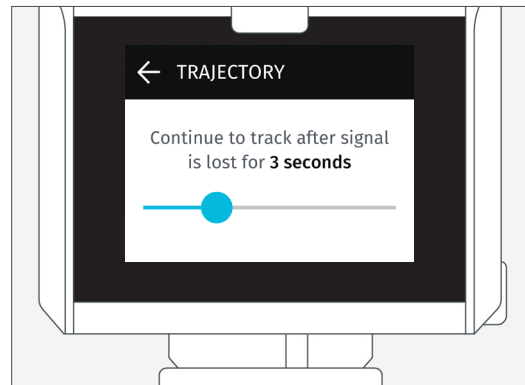 ← TRAJECTORY
Continue to track after signal
is lost for 3 seconds